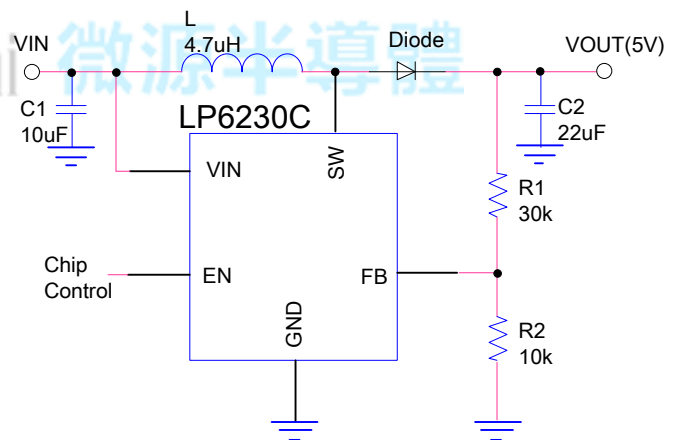 微源半導體
L
4.7uH
VIN
Diode
VOUT(5V)
C1
10uF
LP6230C
C2
22uF
VIN
SW
R1
30k
Chip
Control
EN
FB
GND
R2
10k